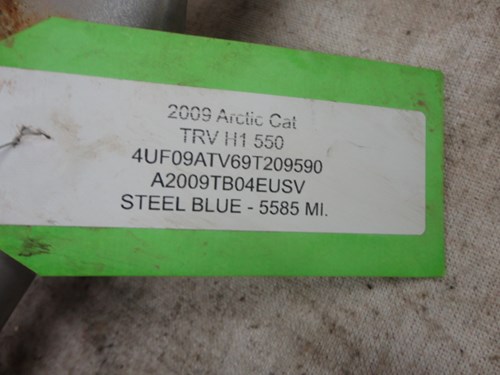 2009 Arctic Cat
TRV H1 550
4UF09ATV69T209590
A2009TB04EUSV
STEEL BLUE - 5585 MI.